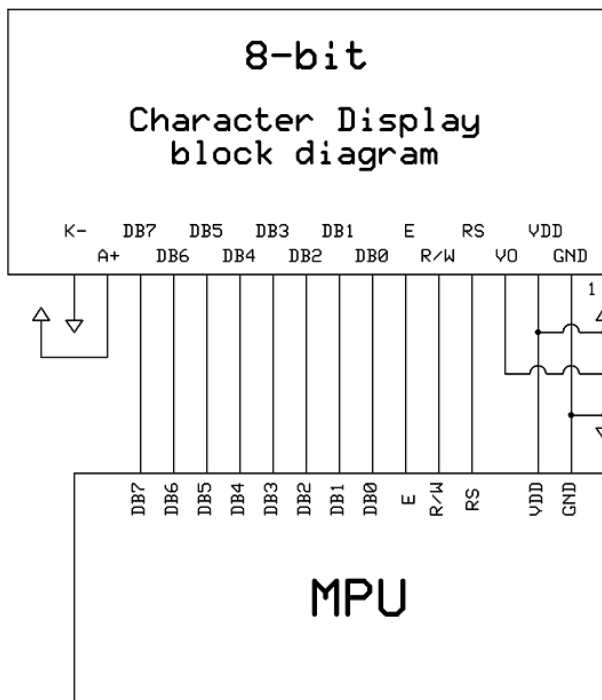 8-bit
Character Display
block diagram
K- DB7 DB5 DB3 DB1 E RS VDD
A+ DB6 DB4 DB2 DB0 R/W VO GND
1
DB7 DB6 DB5 DB4 DB3 DB2 DB1 DB0 E R/W RS VDD GND
MPU